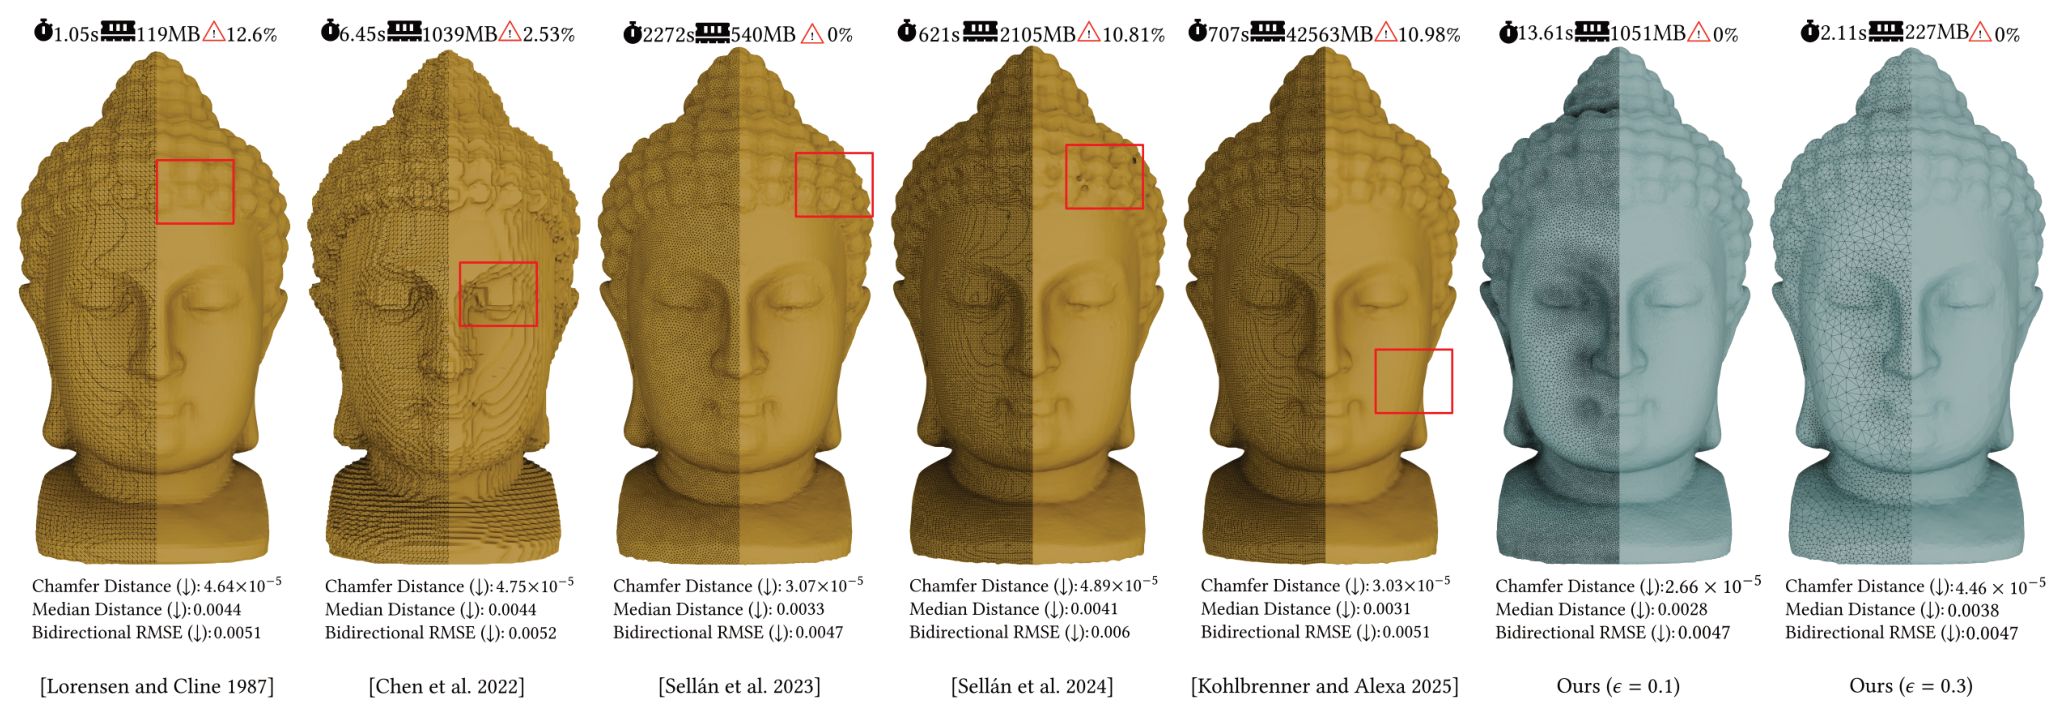 1.05s 119MB ! 12.6%
6.45s 1039MB ! 2.53%
2272s 540MB ! 0%
621s 2105MB ! 10.81%
707s 42563MB ! 10.98%
13.61s 1051MB ! 0%
2.11s 227MB ! 0%
Chamfer Distance (↓): 4.64×10⁻⁵
Median Distance (↓): 0.0044
Bidirectional RMSE (↓): 0.0051
[Lorensen and Cline 1987]
Chamfer Distance (↓): 4.75×10⁻⁵
Median Distance (↓): 0.0044
Bidirectional RMSE (↓): 0.0052
[Chen et al. 2022]
Chamfer Distance (↓): 3.07×10⁻⁵
Median Distance (↓): 0.0033
Bidirectional RMSE (↓): 0.0047
[Sellán et al. 2023]
Chamfer Distance (↓): 4.89×10⁻⁵
Median Distance (↓): 0.0041
Bidirectional RMSE (↓): 0.006
[Sellán et al. 2024]
Chamfer Distance (↓): 3.03×10⁻⁵
Median Distance (↓): 0.0031
Bidirectional RMSE (↓): 0.0051
[Kohlbrenner and Alexa 2025]
Chamfer Distance (↓): 2.66 × 10⁻⁵
Median Distance (↓): 0.0028
Bidirectional RMSE (↓): 0.0047
Ours (ϵ = 0.1)
Chamfer Distance (↓): 4.46 × 10⁻⁵
Median Distance (↓): 0.0038
Bidirectional RMSE (↓): 0.0047
Ours (ϵ = 0.3)